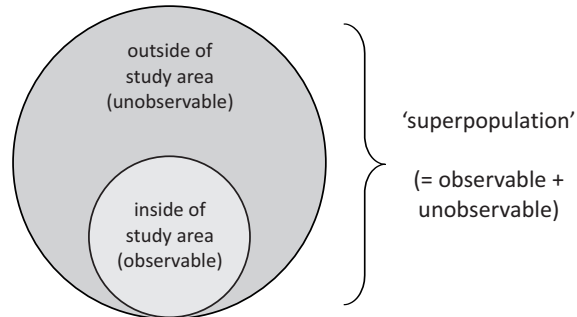 outside of
study area
(unobservable)
inside of
study area
(observable)
‘superpopulation’
(= observable +
unobservable)